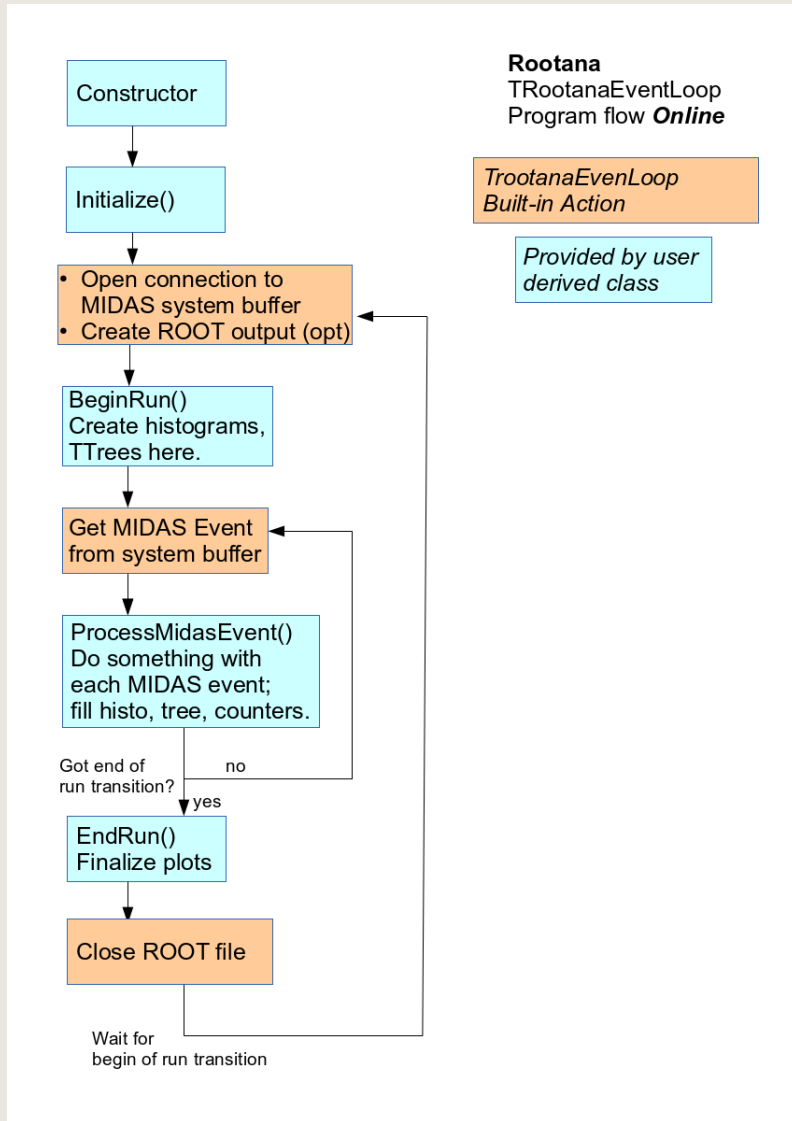 Rootana
TRootanaEventLoop
Program flow Online
TrootanaEvenLoop
Built-in Action
Provided by user
derived class
Constructor
Initialize()
• Open connection to
MIDAS system buffer
• Create ROOT output (opt)
BeginRun()
Create histograms,
TTrees here.
Get MIDAS Event
from system buffer
ProcessMidasEvent()
Do something with
each MIDAS event;
fill histo, tree, counters.
Got end of
run transition?
no
yes
EndRun()
Finalize plots
Close ROOT file
Wait for
begin of run transition